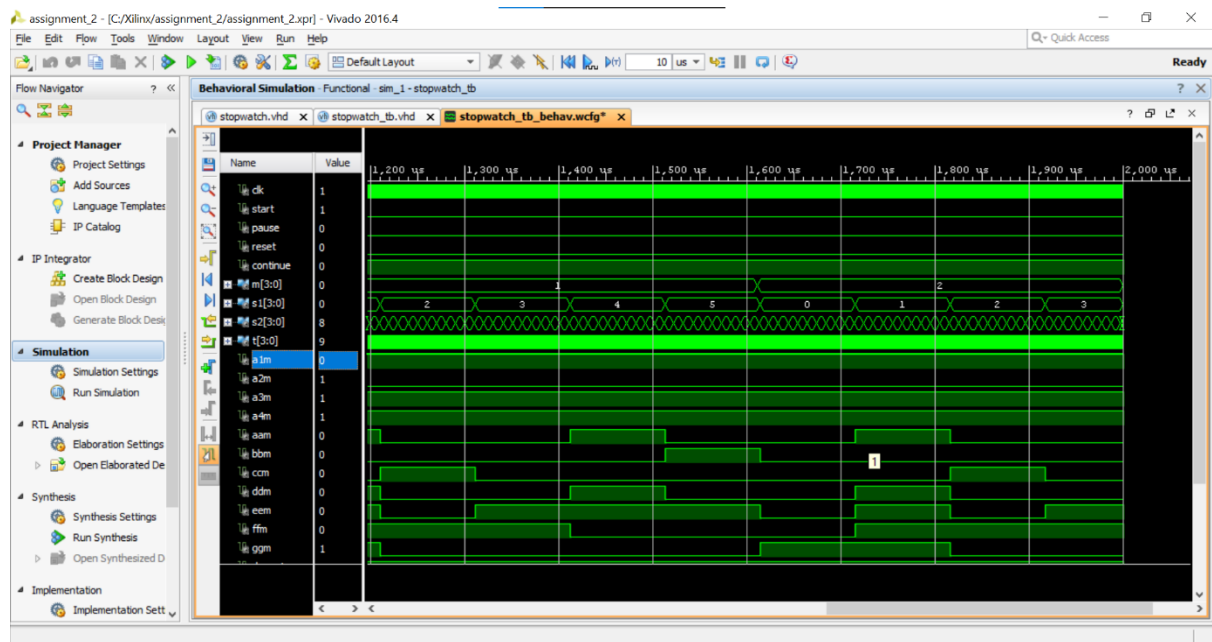 assignment_2 - [C:/Xilinx/assignment_2/assignment_2.xpr] - Vivado 2016.4
File Edit Flow Tools Window Layout View Run Help
Quick Access
Default Layout
10 us
Ready
Flow Navigator ? «
Behavioral Simulation - Functional - sim_1 - stopwatch_tb
stopwatch.vhd x stopwatch_tb.vhd x stopwatch_tb_behav.wcfg* x
Project Manager
Project Settings
Add Sources
Language Templates
IP Catalog
IP Integrator
Create Block Design
Open Block Design
Generate Block Desi
Simulation
Simulation Settings
Run Simulation
RTL Analysis
Elaboration Settings
Open Elaborated De
Synthesis
Synthesis Settings
Run Synthesis
Open Synthesized D
Implementation
Implementation Sett
Name Value
1,200 us 1,300 us 1,400 us 1,500 us 1,600 us 1,700 us 1,800 us 1,900 us 2,000 us
clk 1
start 1
pause 0
reset 0
continue 0
m[3:0] 0 1 2
s1[3:0] 0 2 3 4 5 0 1 2 3
s2[3:0] 8
t[3:0] 9
a1m 0
a2m 1
a3m 1
a4m 1
aam 0
bbm 0
1
ccm 0
ddm 0
eem 0
ffm 0
ggm 1